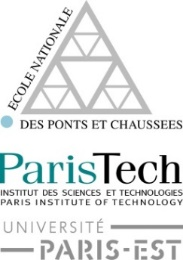 ECOLE NATIONALE
DES PONTS ET CHAUSSEES
ParisTech
INSTITUT DES SCIENCES ET TECHNOLOGIES
PARIS INSTITUTE OF TECHNOLOGY
UNIVERSITÉ
PARIS-EST